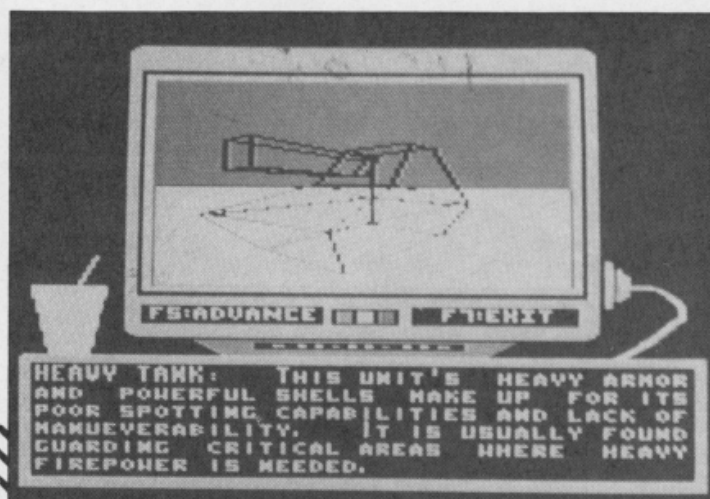 F5:ADVANCE F7:EXIT
HEAVY TANK: THIS UNIT'S HEAVY ARMOR
AND POWERFUL SHELLS MAKE UP FOR ITS
POOR SPOTTING CAPABILITIES AND LACK OF
MANUEVERABILITY. IT IS USUALLY FOUND
GUARDING CRITICAL AREAS WHERE HEAVY
FIREPOWER IS NEEDED.